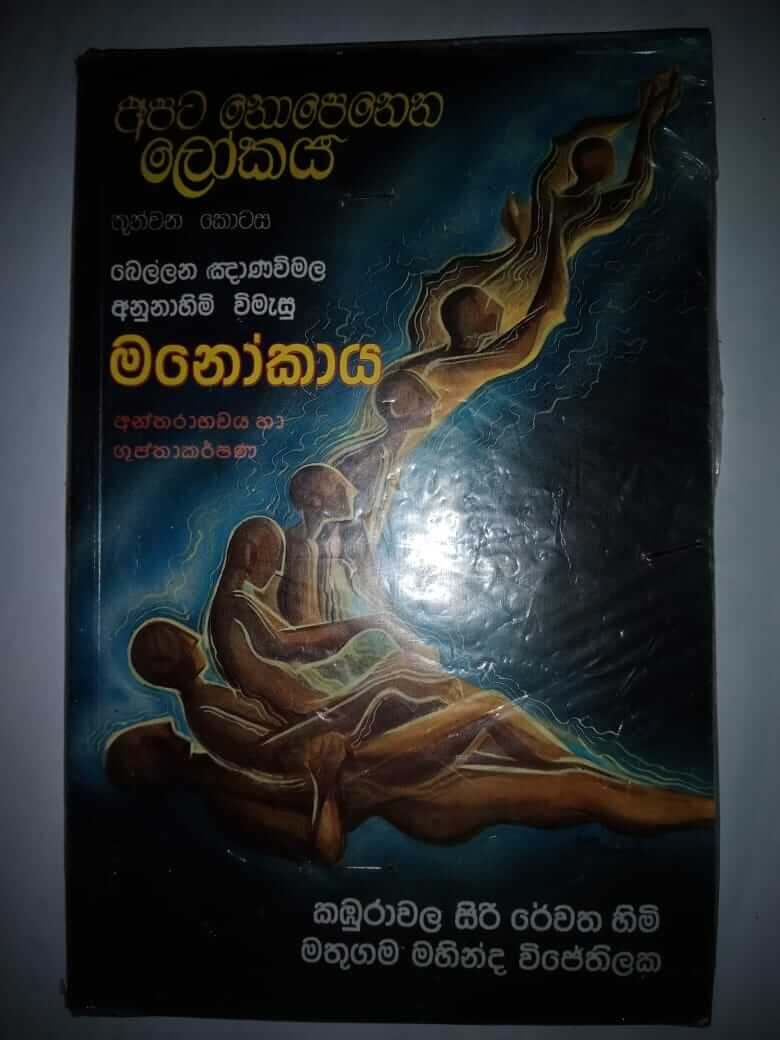 අපට නොපෙනෙන
ලෝකය
තුන්වන කොටස
බෙල්ලන ඤාණවිමල
අනුනාහිමි විමැසූ
මනෝකාය
අන්තරාභවය හා
ගුප්තාකර්ෂණ
කඹුරාවල සිරි රේවත හිමි
මතුගම මහින්ද විජේතිලක